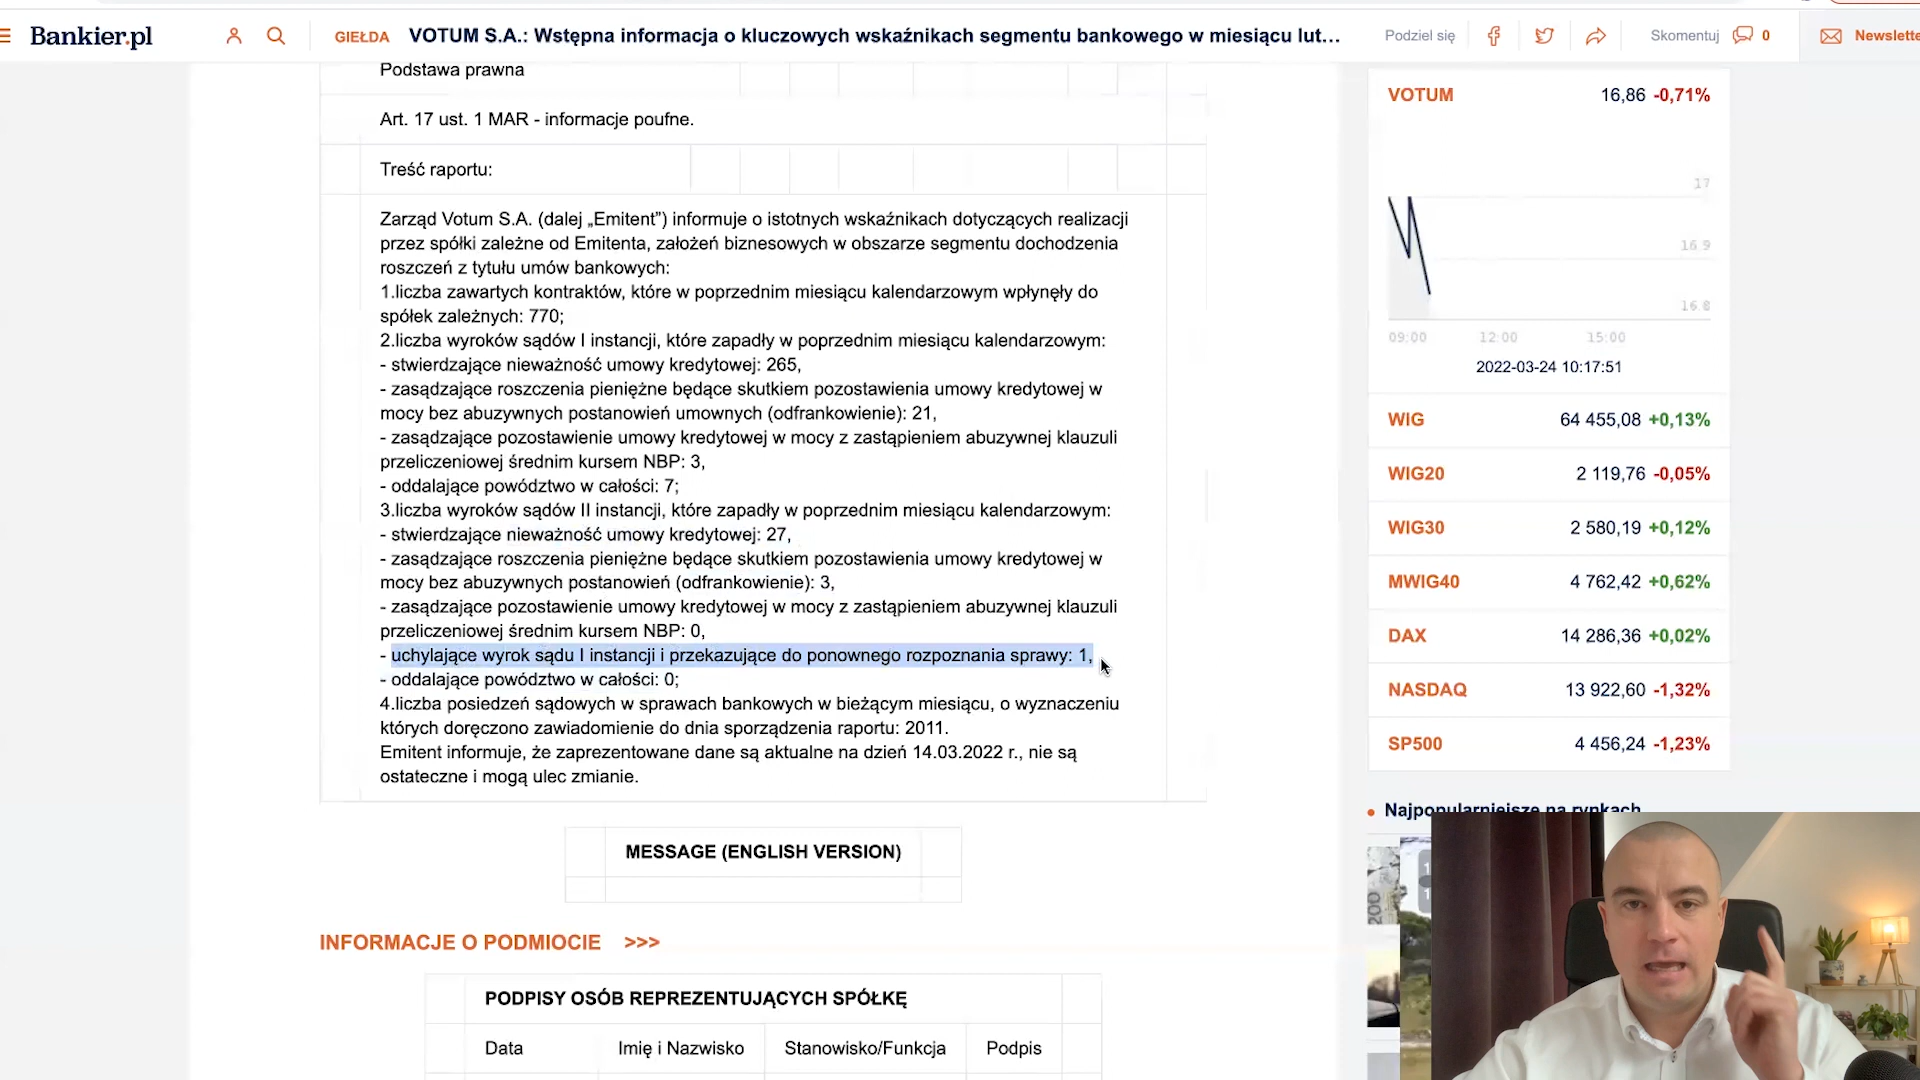 Bankier.pl
GIEŁDA VOTUM S.A.: Wstępna informacja o kluczowych wskaźnikach segmentu bankowego w miesiącu lut...
Podziel się
Skomentuj 0
Newslette
Podstawa prawna
Art. 17 ust. 1 MAR - informacje poufne.
Treść raportu:
Zarząd Votum S.A. (dalej „Emitent”) informuje o istotnych wskaźnikach dotyczących realizacji
przez spółki zależne od Emitenta, założeń biznesowych w obszarze segmentu dochodzenia
roszczeń z tytułu umów bankowych:
1.liczba zawartych kontraktów, które w poprzednim miesiącu kalendarzowym wpłynęły do
spółek zależnych: 770;
2.liczba wyroków sądów I instancji, które zapadły w poprzednim miesiącu kalendarzowym:
- stwierdzające nieważność umowy kredytowej: 265,
- zasądzające roszczenia pieniężne będące skutkiem pozostawienia umowy kredytowej w
mocy bez abuzywnych postanowień umownych (odfrankowienie): 21,
- zasądzające pozostawienie umowy kredytowej w mocy z zastąpieniem abuzywnej klauzuli
przeliczeniowej średnim kursem NBP: 3,
- oddalające powództwo w całości: 7;
3.liczba wyroków sądów II instancji, które zapadły w poprzednim miesiącu kalendarzowym:
- stwierdzające nieważność umowy kredytowej: 27,
- zasądzające roszczenia pieniężne będące skutkiem pozostawienia umowy kredytowej w
mocy bez abuzywnych postanowień (odfrankowienie): 3,
- zasądzające pozostawienie umowy kredytowej w mocy z zastąpieniem abuzywnej klauzuli
przeliczeniowej średnim kursem NBP: 0,
- uchylające wyrok sądu I instancji i przekazujące do ponownego rozpoznania sprawy: 1,
- oddalające powództwo w całości: 0;
4.liczba posiedzeń sądowych w sprawach bankowych w bieżącym miesiącu, o wyznaczeniu
których doręczono zawiadomienie do dnia sporządzenia raportu: 2011.
Emitent informuje, że zaprezentowane dane są aktualne na dzień 14.03.2022 r., nie są
ostateczne i mogą ulec zmianie.
MESSAGE (ENGLISH VERSION)
INFORMACJE O PODMIOCIE >>>
PODPISY OSÓB REPREZENTUJĄCYCH SPÓŁKĘ
Data Imię i Nazwisko Stanowisko/Funkcja Podpis
VOTUM 16,86 -0,71%
17
16.9
16.8
09:00 12:00 15:00
2022-03-24 10:17:51
WIG 64 455,08 +0,13%
WIG20 2 119,76 -0,05%
WIG30 2 580,19 +0,12%
MWIG40 4 762,42 +0,62%
DAX 14 286,36 +0,02%
NASDAQ 13 922,60 -1,32%
SP500 4 456,24 -1,23%
Najpopularniejsze na rynkach
200